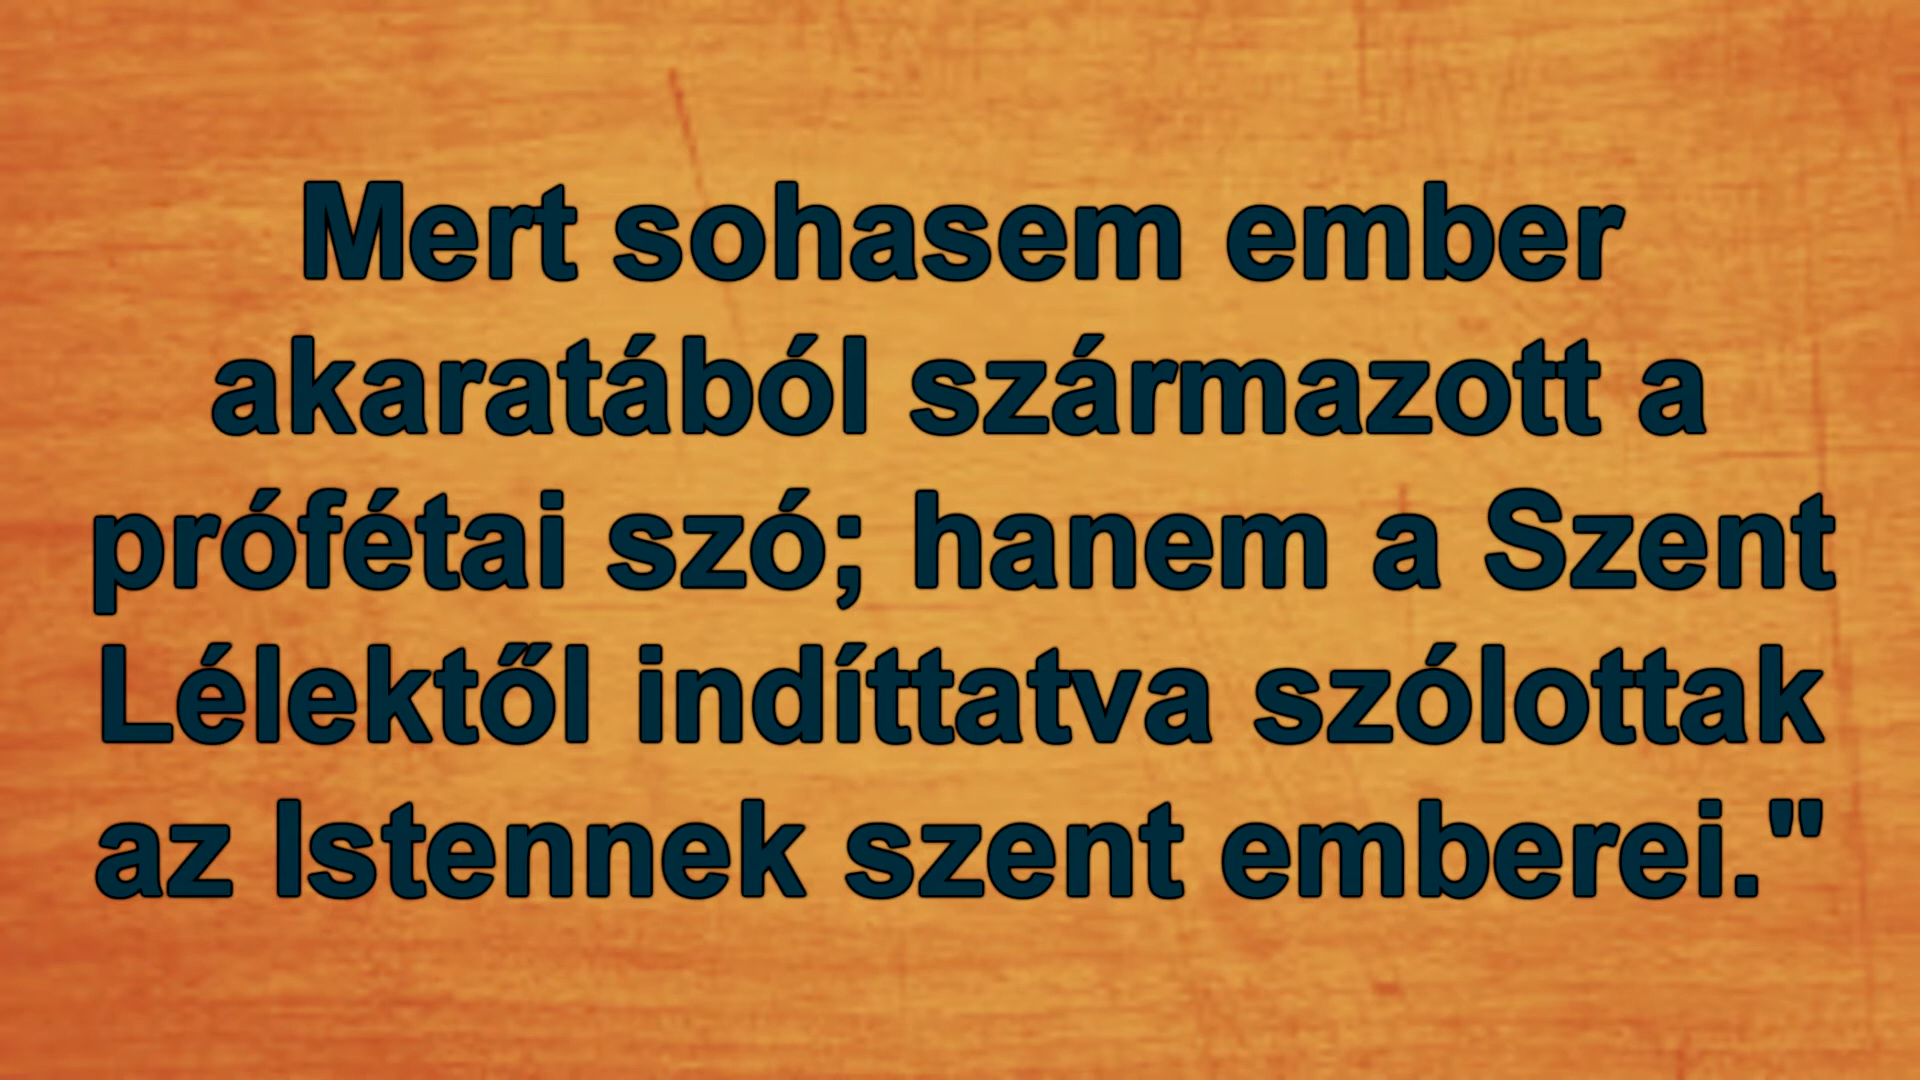 Mert sohasem ember
akaratából származott a
prófétai szó; hanem a Szent
Lélektől indíttatva szólottak
az Istennek szent emberei."